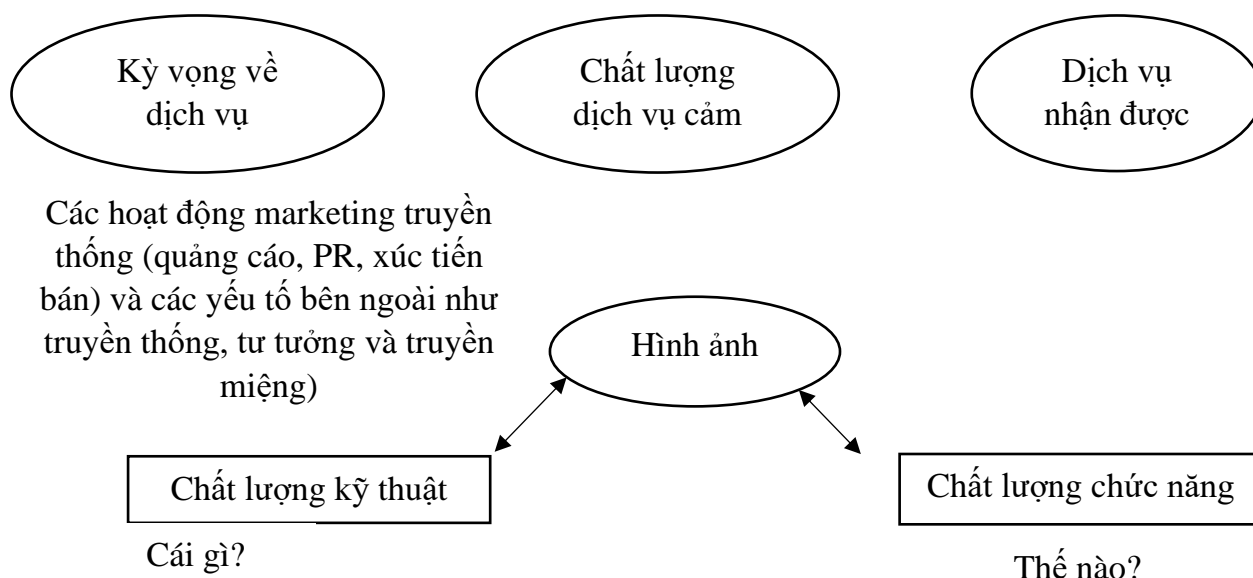 Kỳ vọng về
dịch vụ
Chất lượng
dịch vụ cảm
Dịch vụ
nhận được
Các hoạt động marketing truyền
thống (quảng cáo, PR, xúc tiến
bán) và các yếu tố bên ngoài như
truyền thống, tư tưởng và truyền
miệng)
Hình ảnh
Chất lượng kỹ thuật
Chất lượng chức năng
Cái gì?
Thế nào?